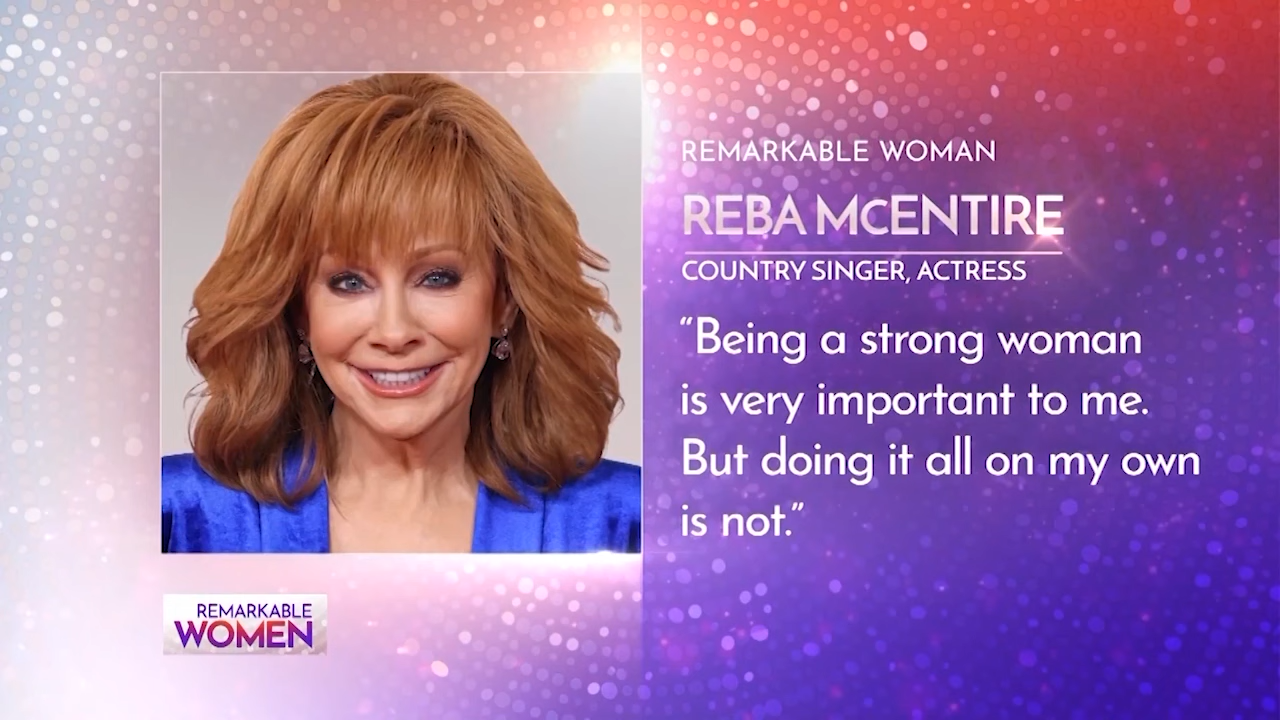 REMARKABLE WOMAN
REBA MCENTIRE
COUNTRY SINGER, ACTRESS
“Being a strong woman
is very important to me.
But doing it all on my own
is not.”
REMARKABLE
WOMEN